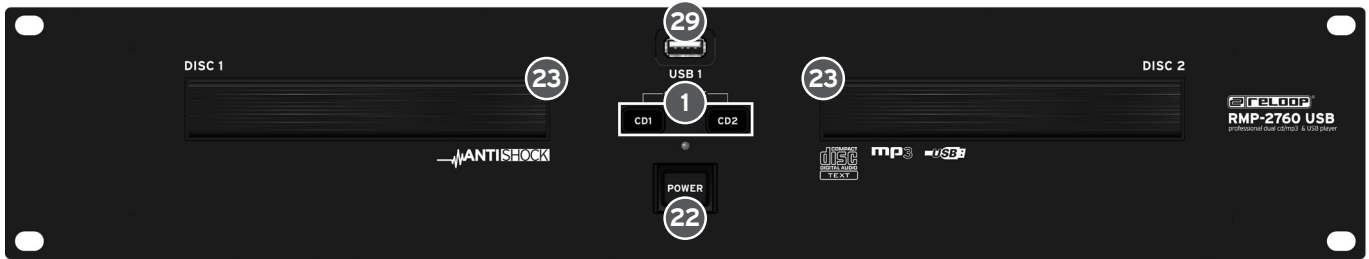 29
USB 1
DISC 1
23
23
DISC 2
1
CD1
CD2
ANTISHOCK
COMPACT
disc
DIGITAL AUDIO
TEXT
mp3
USB
reloop
RMP-2760 USB
professional dual cd/mp3 & USB player
POWER
22